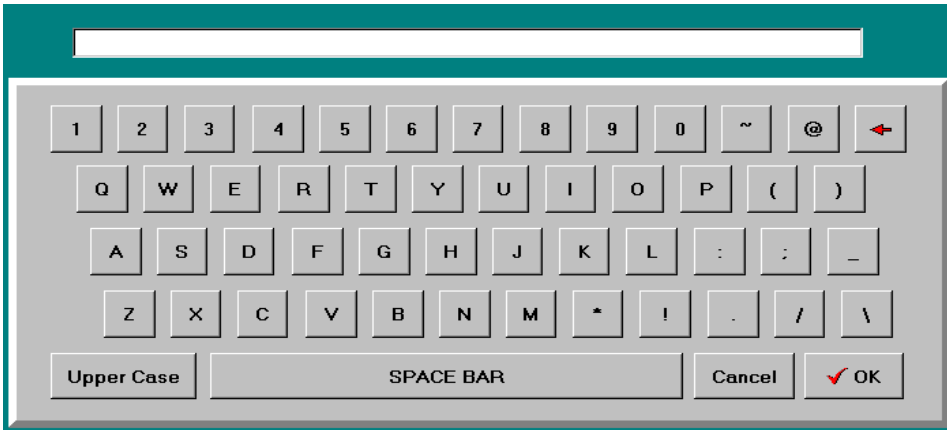 1 2 3 4 5 6 7 8 9 0 ~ @
Q W E R T Y U I O P ( )
A S D F G H J K L : ; _
Z X C V B N M * ! . / \
Upper Case SPACE BAR Cancel OK